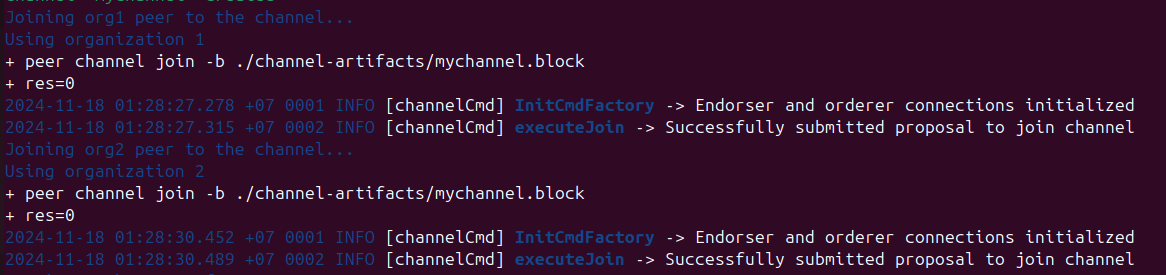 Joining org1 peer to the channel...
Using organization 1
+ peer channel join -b ./channel-artifacts/mychannel.block
+ res=0
2024-11-18 01:28:27.278 +07 0001 INFO [channelCmd] InitCmdFactory -> Endorser and orderer connections initialized
2024-11-18 01:28:27.315 +07 0002 INFO [channelCmd] executeJoin -> Successfully submitted proposal to join channel
Joining org2 peer to the channel...
Using organization 2
+ peer channel join -b ./channel-artifacts/mychannel.block
+ res=0
2024-11-18 01:28:30.452 +07 0001 INFO [channelCmd] InitCmdFactory -> Endorser and orderer connections initialized
2024-11-18 01:28:30.489 +07 0002 INFO [channelCmd] executeJoin -> Successfully submitted proposal to join channel